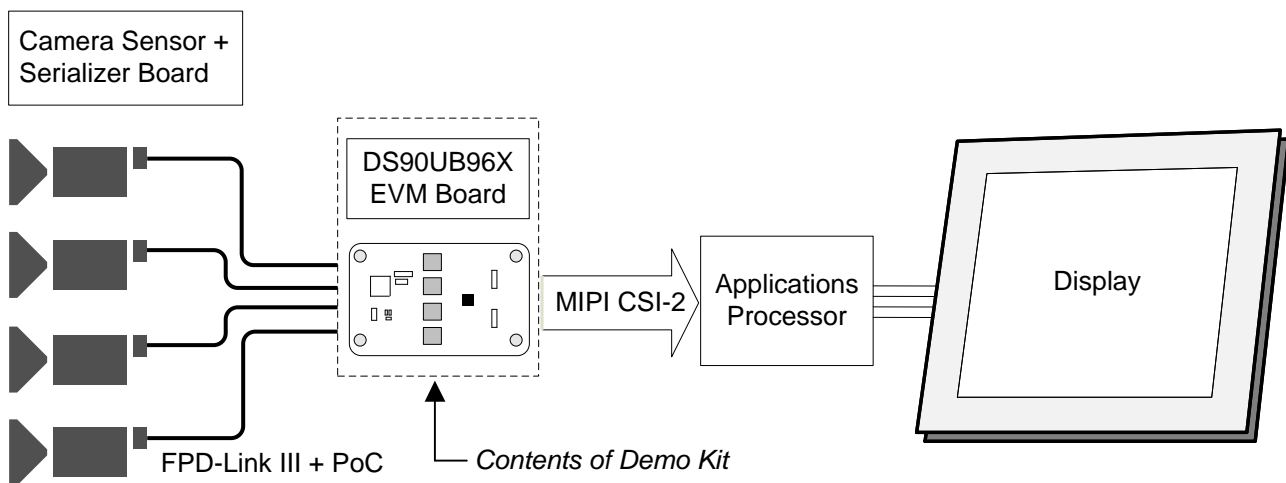 Camera Sensor +
Serializer Board
DS90UB96X
EVM Board
MIPI CSI-2
Applications
Processor
Display
FPD-Link III + PoC
Contents of Demo Kit